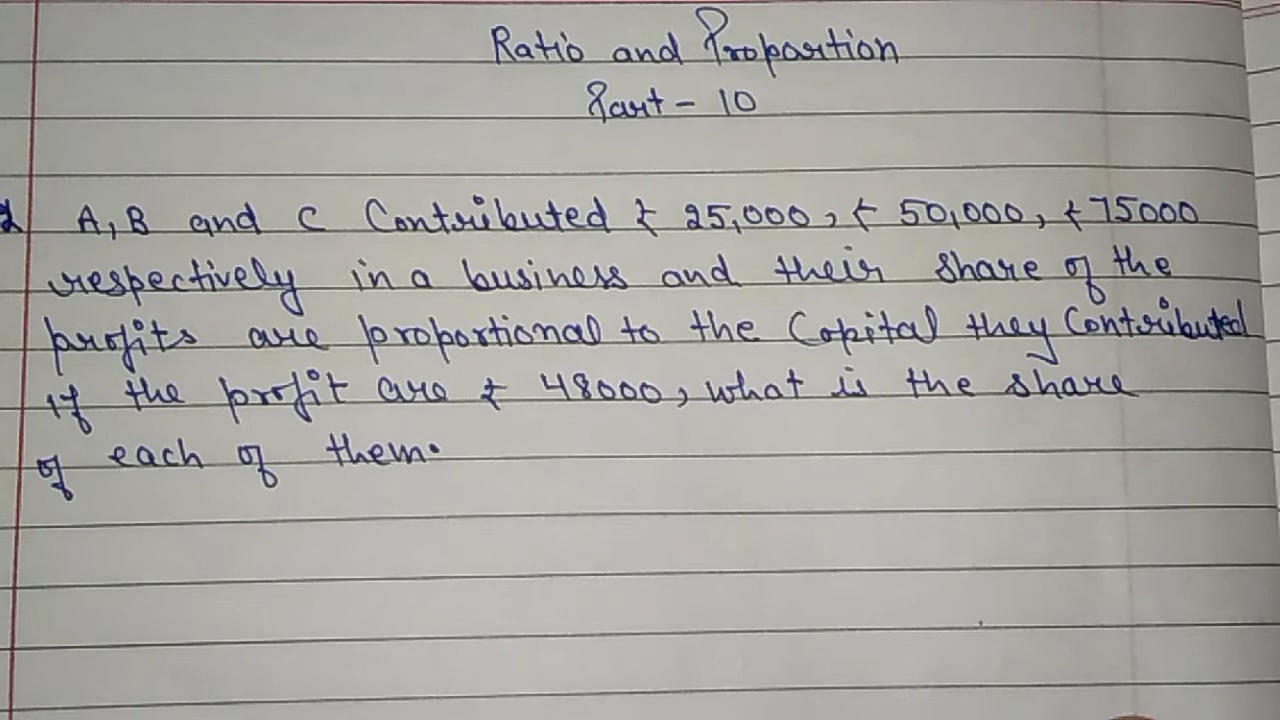 Ratio and Proportion
Part - 10
A, B and C Contributed ₹ 25,000, ₹ 50,000, ₹75000
respectively in a business and their share of the
profits are proportional to the Capital they Contributed
if the profit are ₹ 48000, what is the share
of each of them.